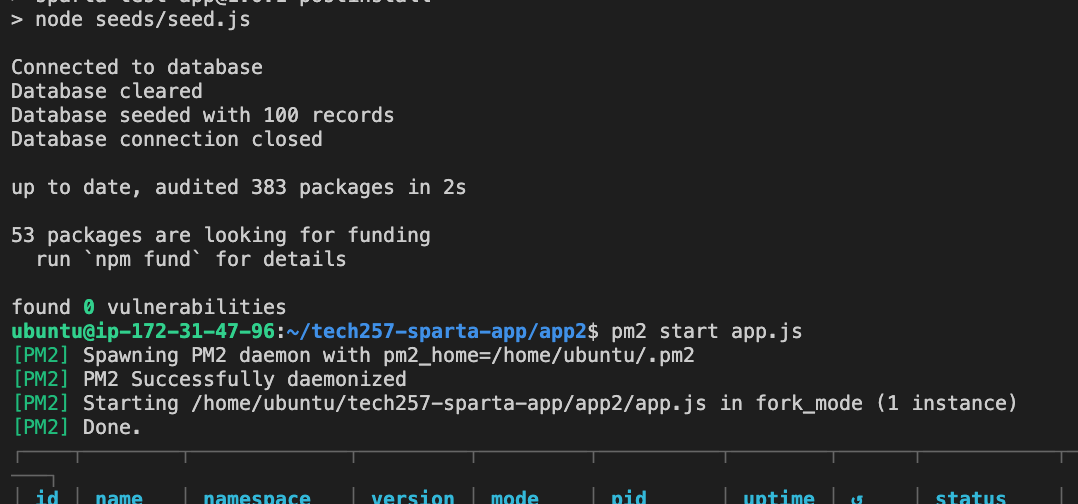 > node seeds/seed.js
Connected to database
Database cleared
Database seeded with 100 records
Database connection closed
up to date, audited 383 packages in 2s
53 packages are looking for funding
  run `npm fund` for details
found 0 vulnerabilities
ubuntu@ip-172-31-47-96:~/tech257-sparta-app/app2$ pm2 start app.js
[PM2] Spawning PM2 daemon with pm2_home=/home/ubuntu/.pm2
[PM2] PM2 Successfully daemonized
[PM2] Starting /home/ubuntu/tech257-sparta-app/app2/app.js in fork_mode (1 instance)
[PM2] Done.
│ id │ name │ namespace │ version │ mode │ pid │ uptime │ ↺ │ status │